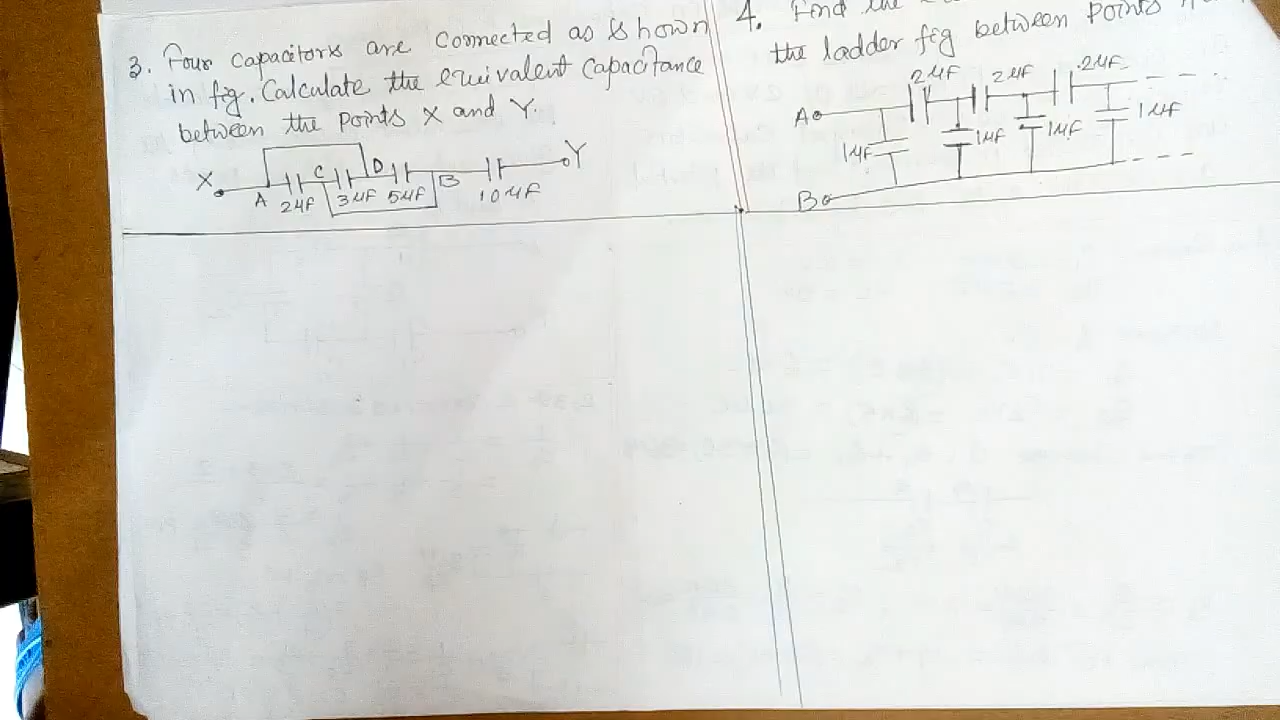 3. Four capacitors are connected as shown
in fig. Calculate the equivalent capacitance
between the points X and Y.
X A C D B Y
2μF 3μF 5μF 10μF
4. Find the
the ladder fig between points
2μF 2μF 2μF
A
1μF 1μF 1μF 1μF
B